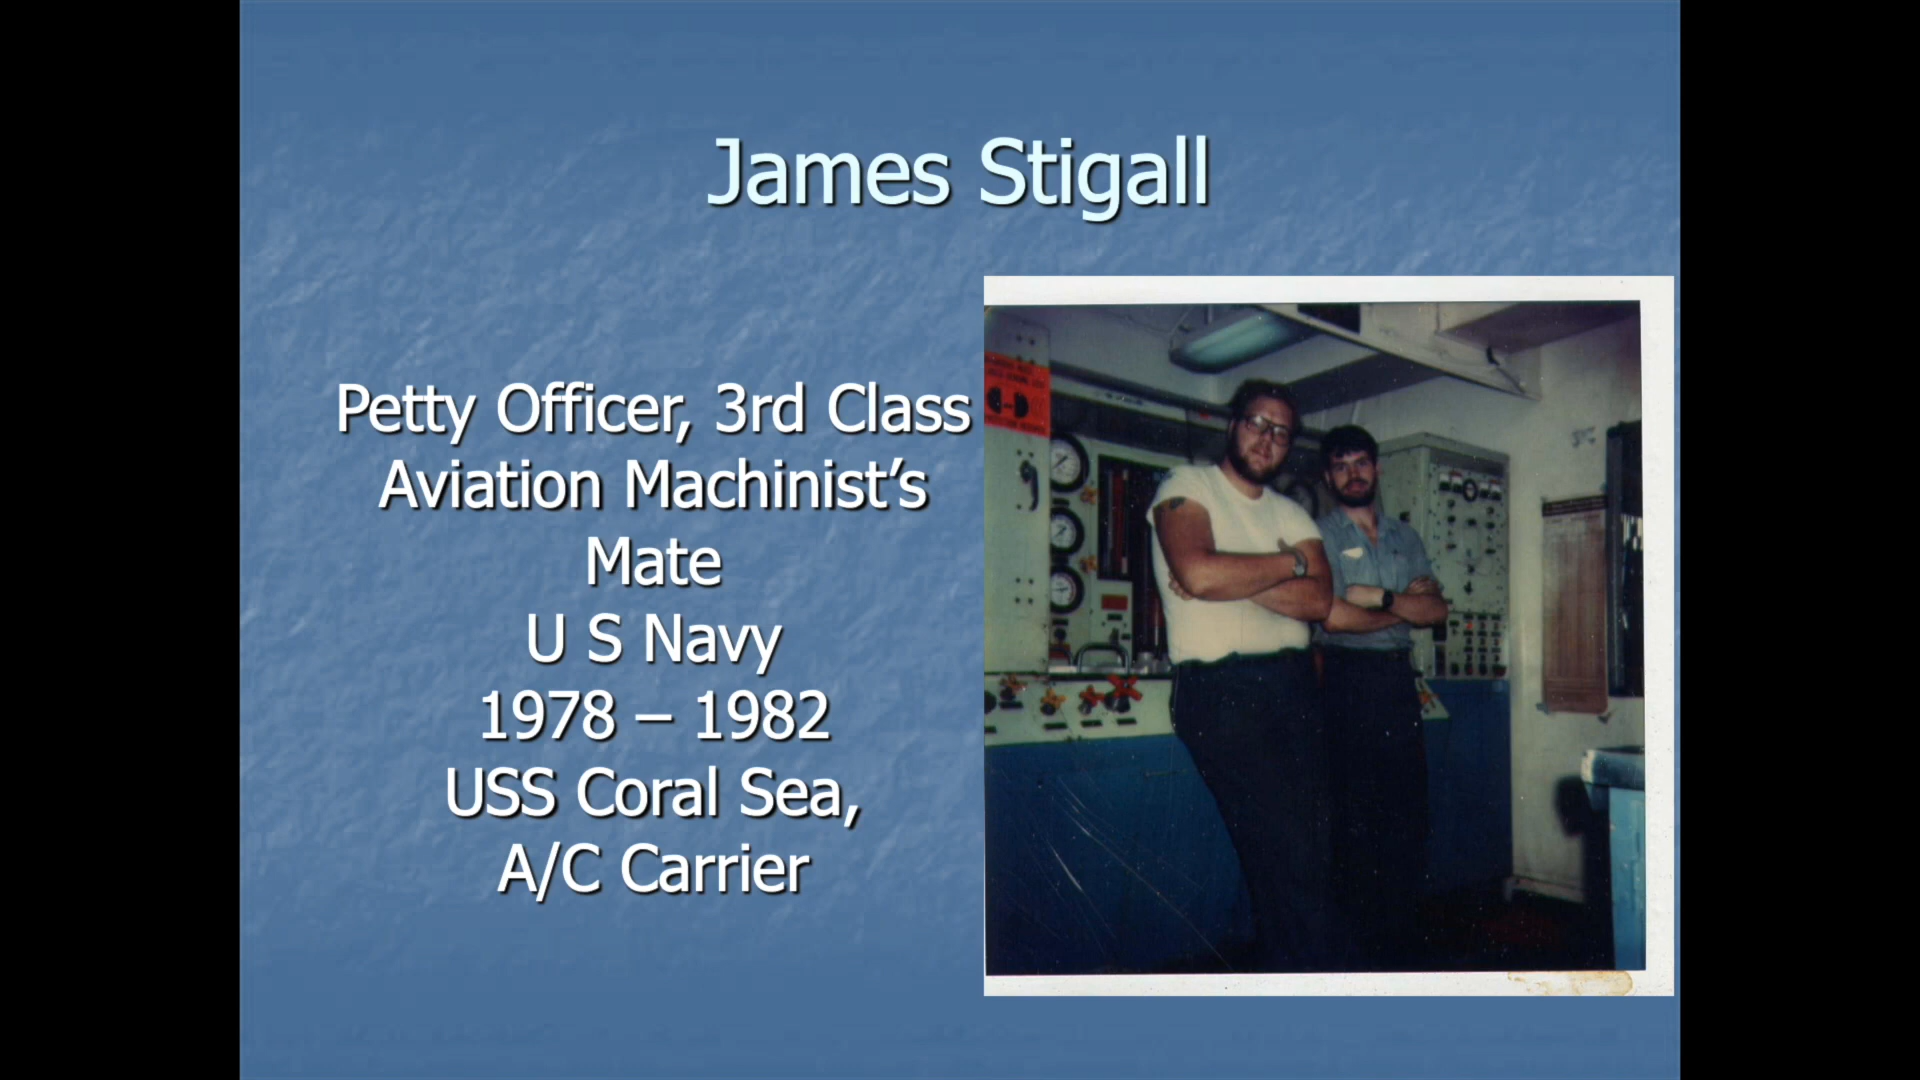 James Stigall
Petty Officer, 3rd Class
Aviation Machinist’s
Mate
U S Navy
1978 – 1982
USS Coral Sea,
A/C Carrier